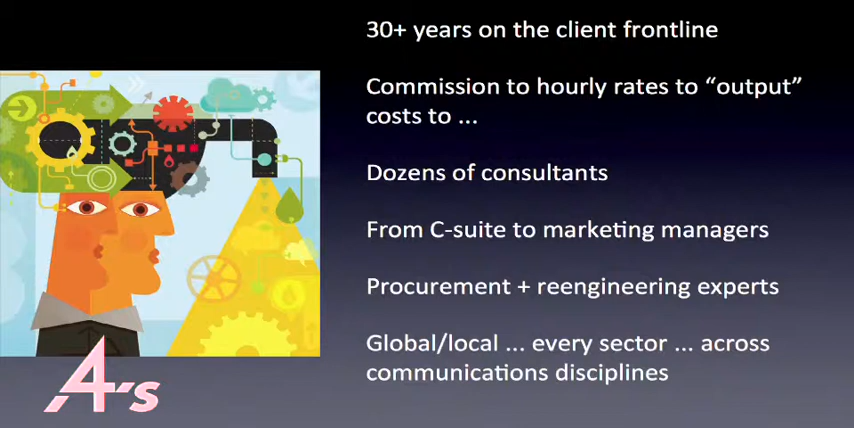 30+ years on the client frontline
Commission to hourly rates to “output”
costs to ...
Dozens of consultants
From C-suite to marketing managers
Procurement + reengineering experts
Global/local ... every sector ... across
communications disciplines
4A's